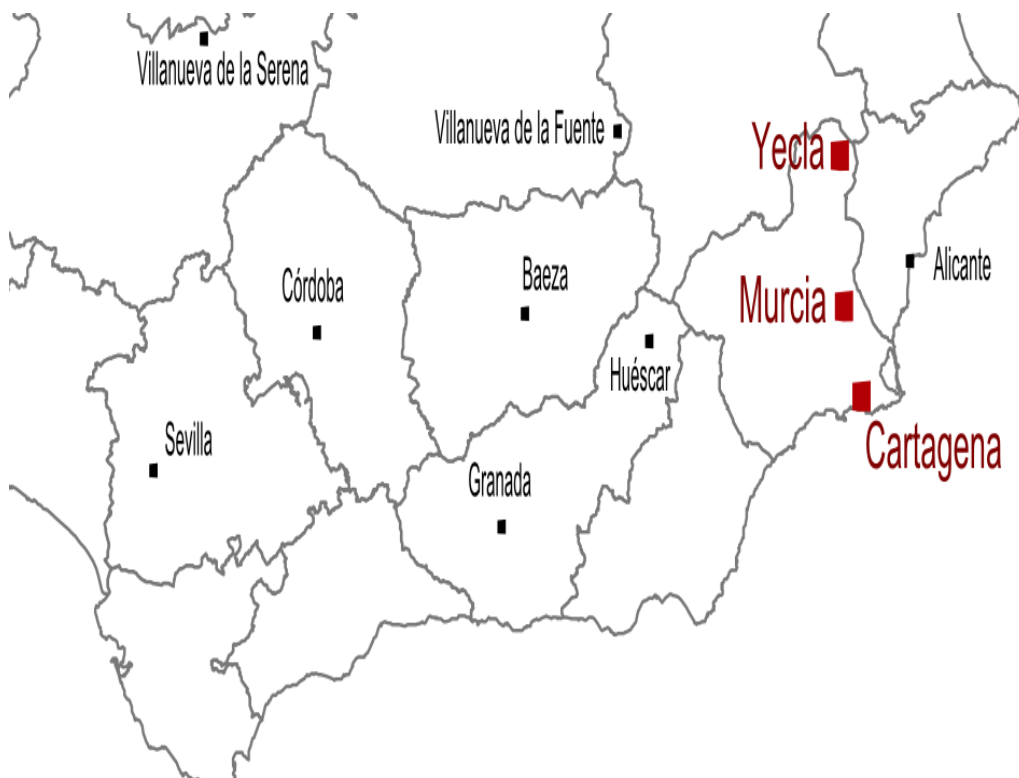 Villanueva de la Serena
Villanueva de la Fuente
Yecla
Alicante
Baeza
Córdoba
Murcia
Huéscar
Sevilla
Cartagena
Granada